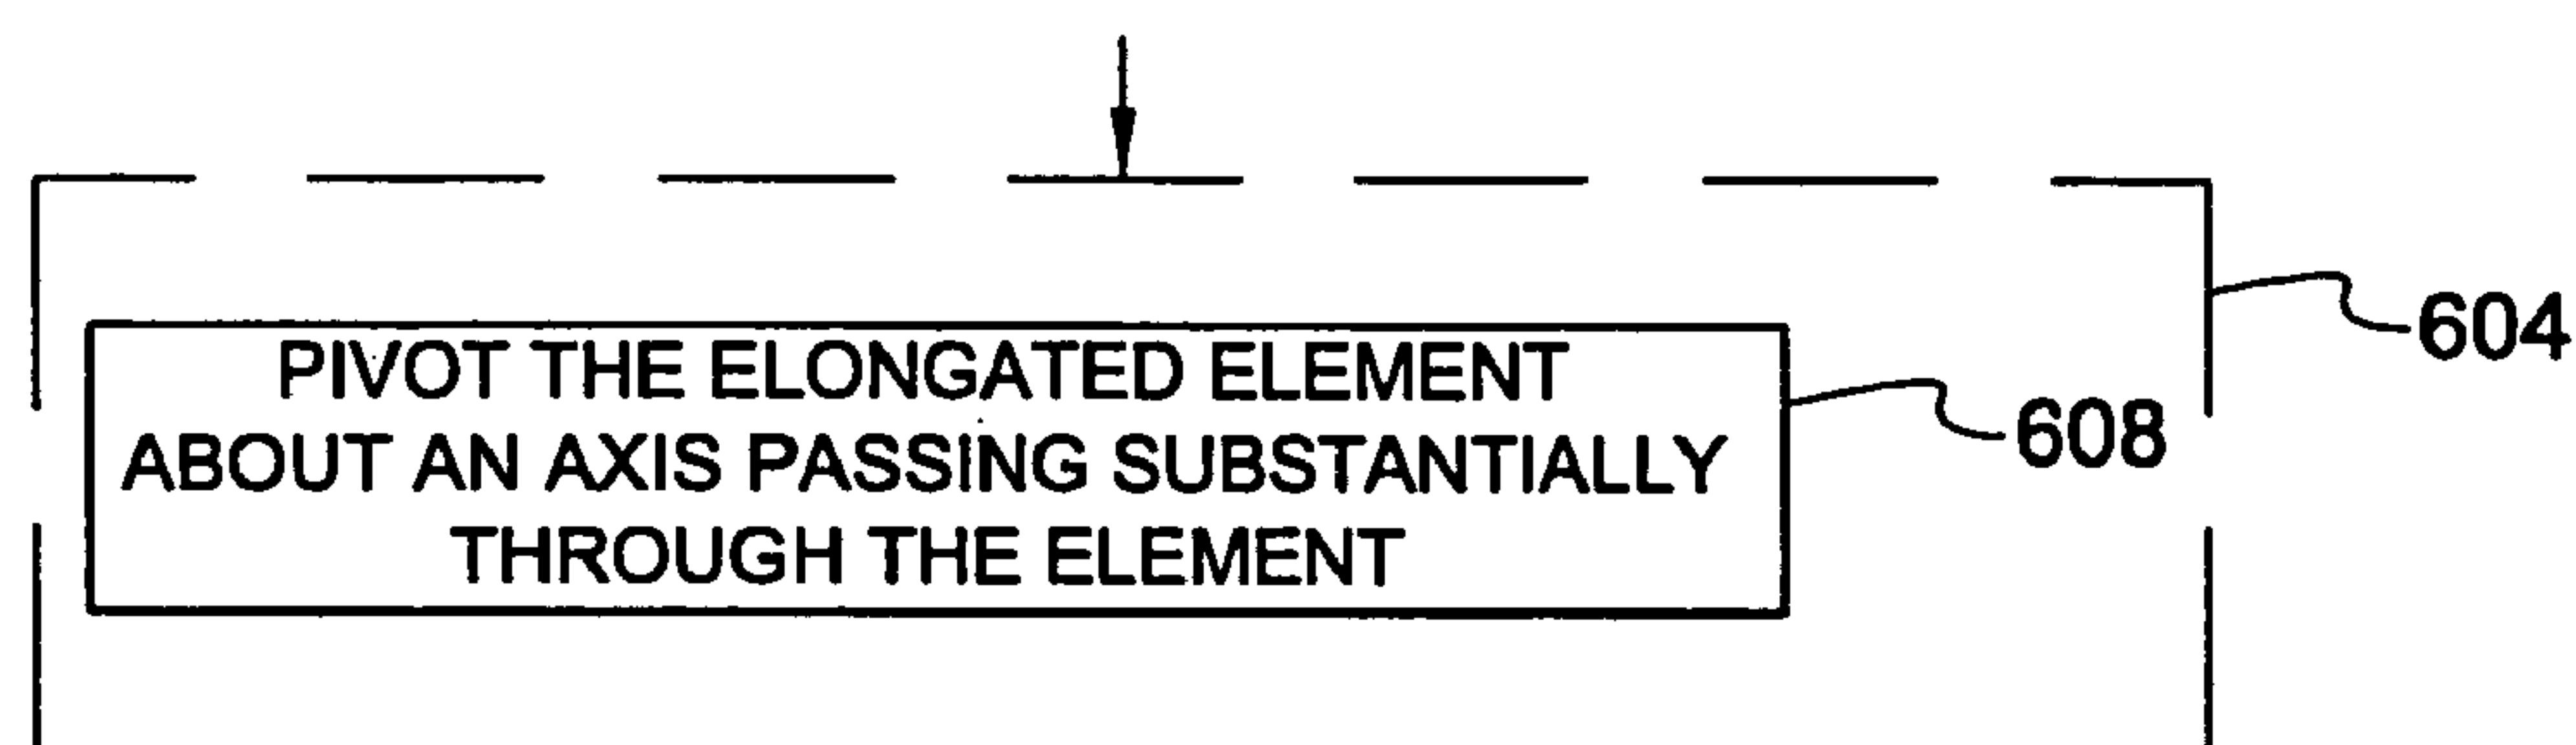 604
PIVOT THE ELONGATED ELEMENT
608
ABOUT AN AXIS PASSING SUBSTANTIALLY
THROUGH THE ELEMENT